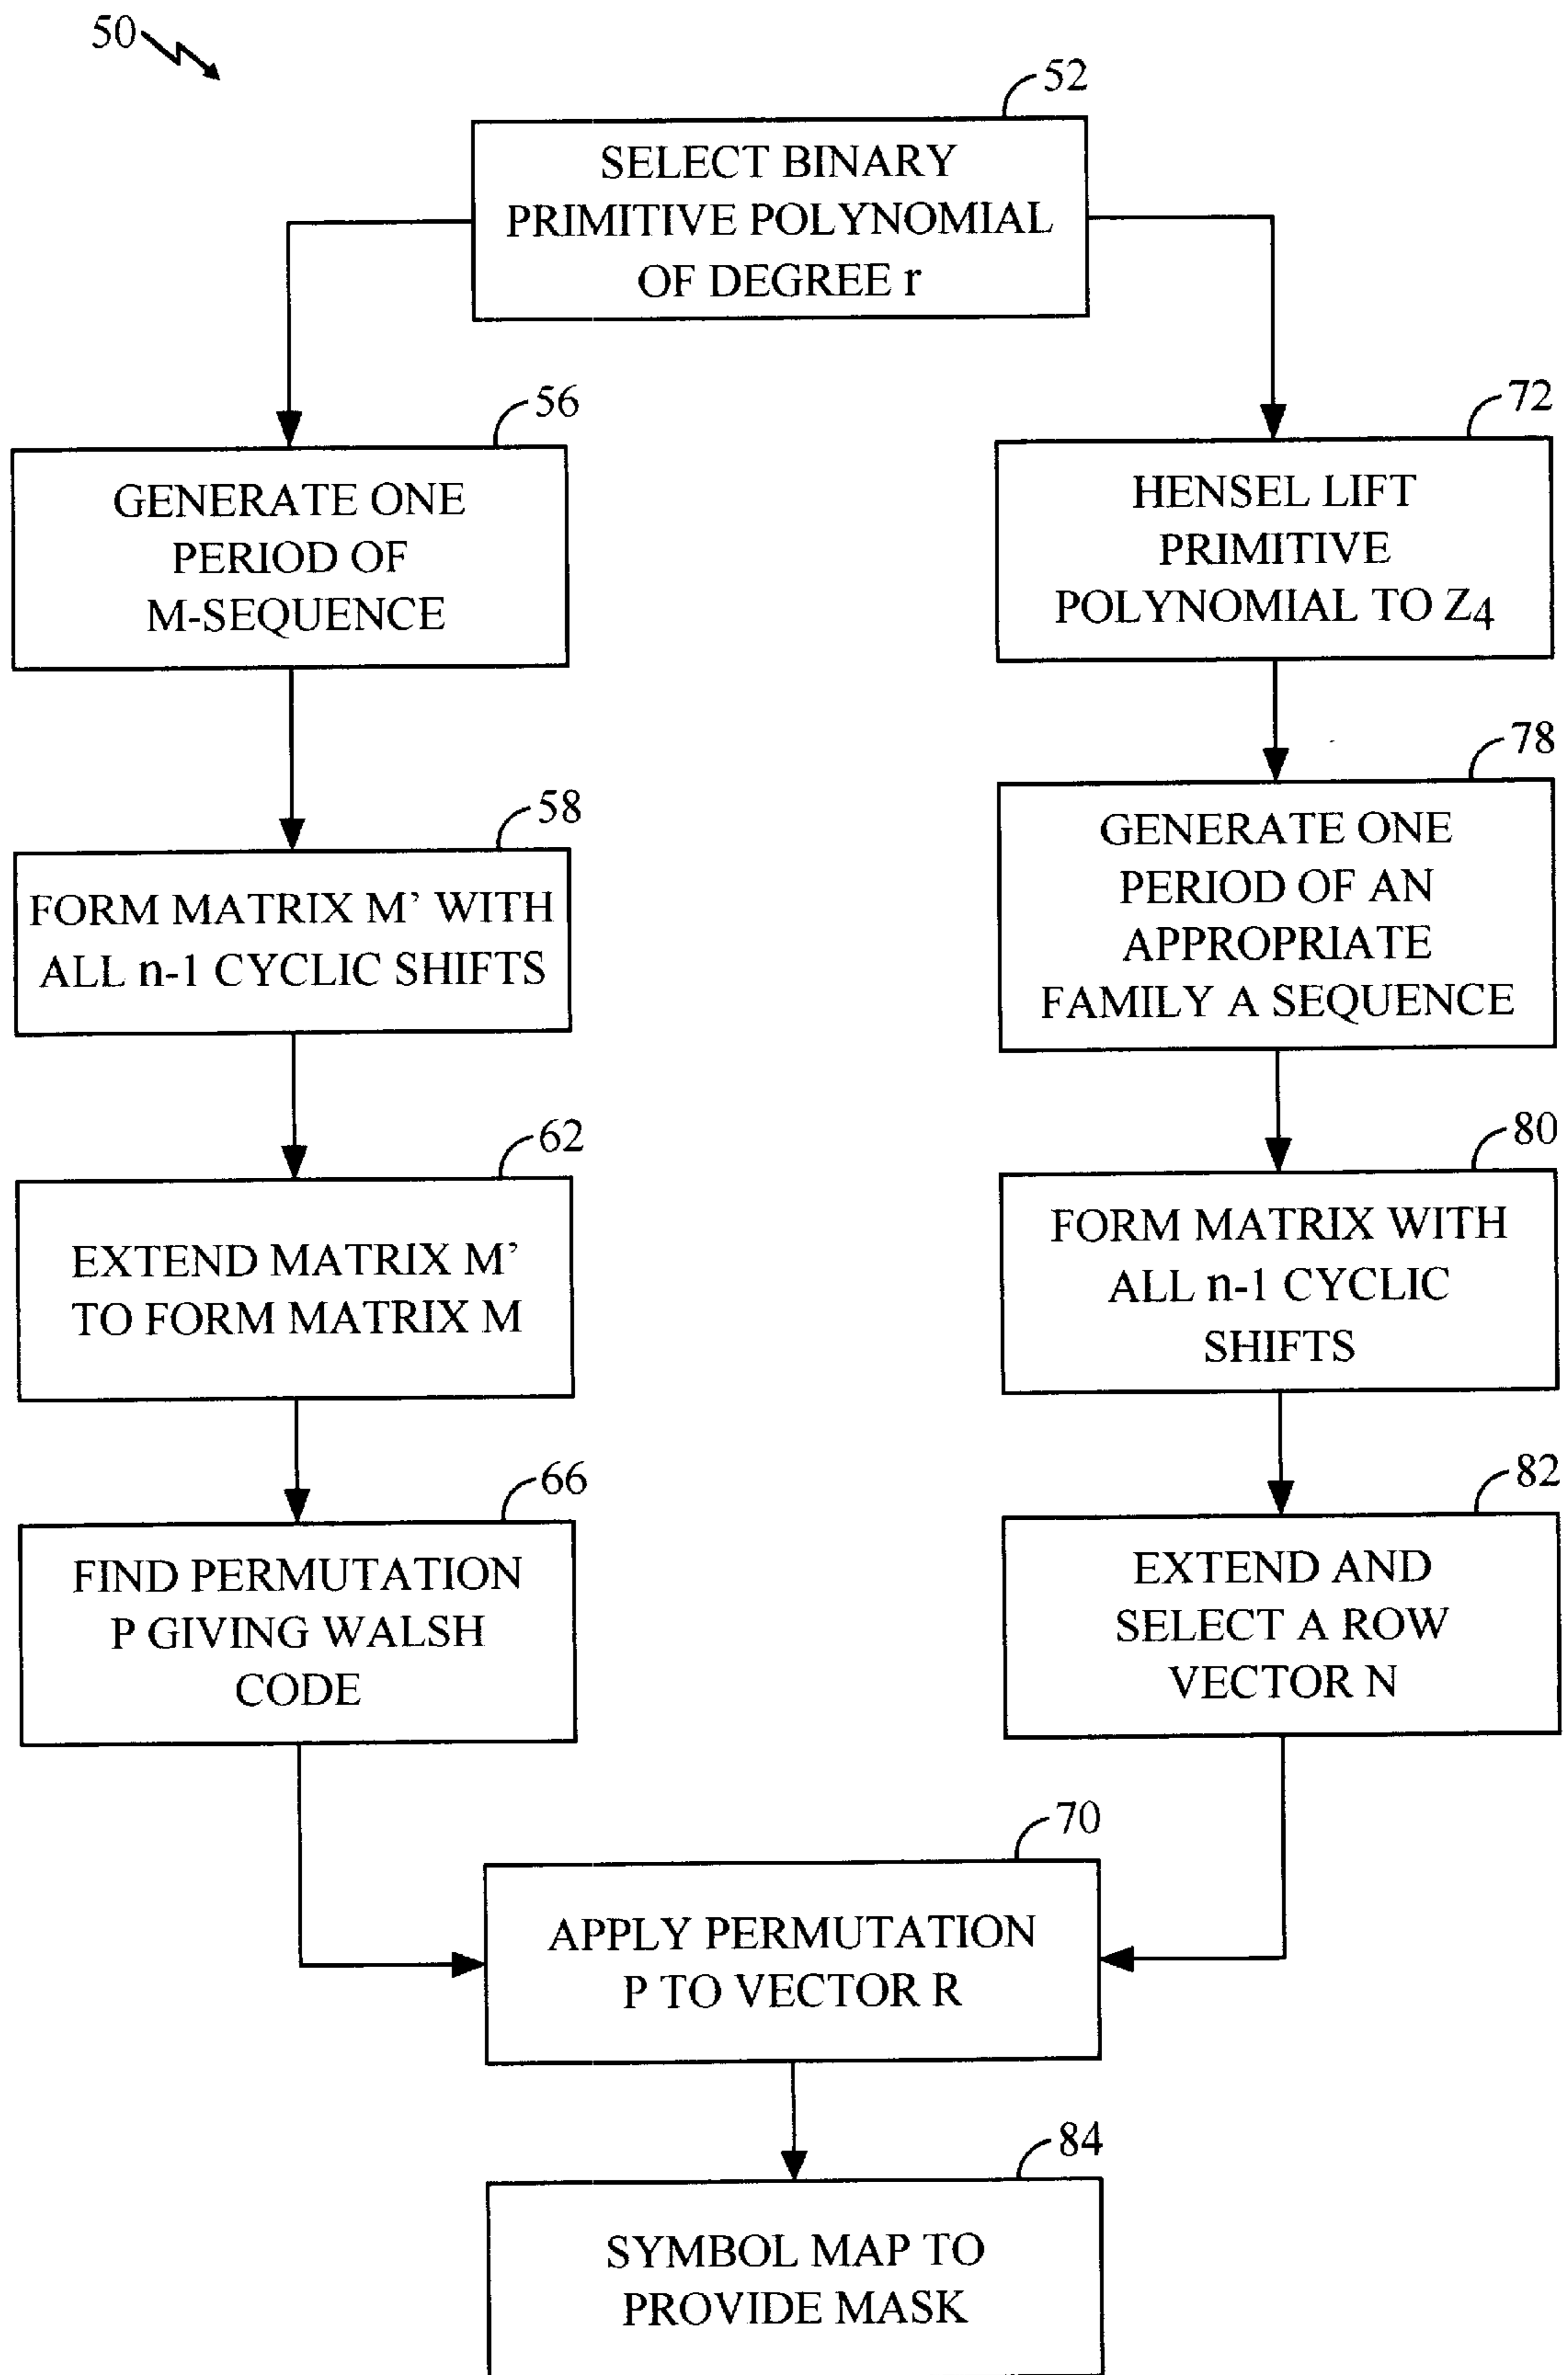 50
52
SELECT BINARY
PRIMITIVE POLYNOMIAL
OF DEGREE r
56
GENERATE ONE
PERIOD OF
M-SEQUENCE
58
FORM MATRIX M' WITH
ALL n-1 CYCLIC SHIFTS
62
EXTEND MATRIX M'
TO FORM MATRIX M
66
FIND PERMUTATION
P GIVING WALSH
CODE
72
HENSEL LIFT
PRIMITIVE
POLYNOMIAL TO Z4
78
GENERATE ONE
PERIOD OF AN
APPROPRIATE
FAMILY A SEQUENCE
80
FORM MATRIX WITH
ALL n-1 CYCLIC
SHIFTS
82
EXTEND AND
SELECT A ROW
VECTOR N
70
APPLY PERMUTATION
P TO VECTOR R
84
SYMBOL MAP TO
PROVIDE MASK